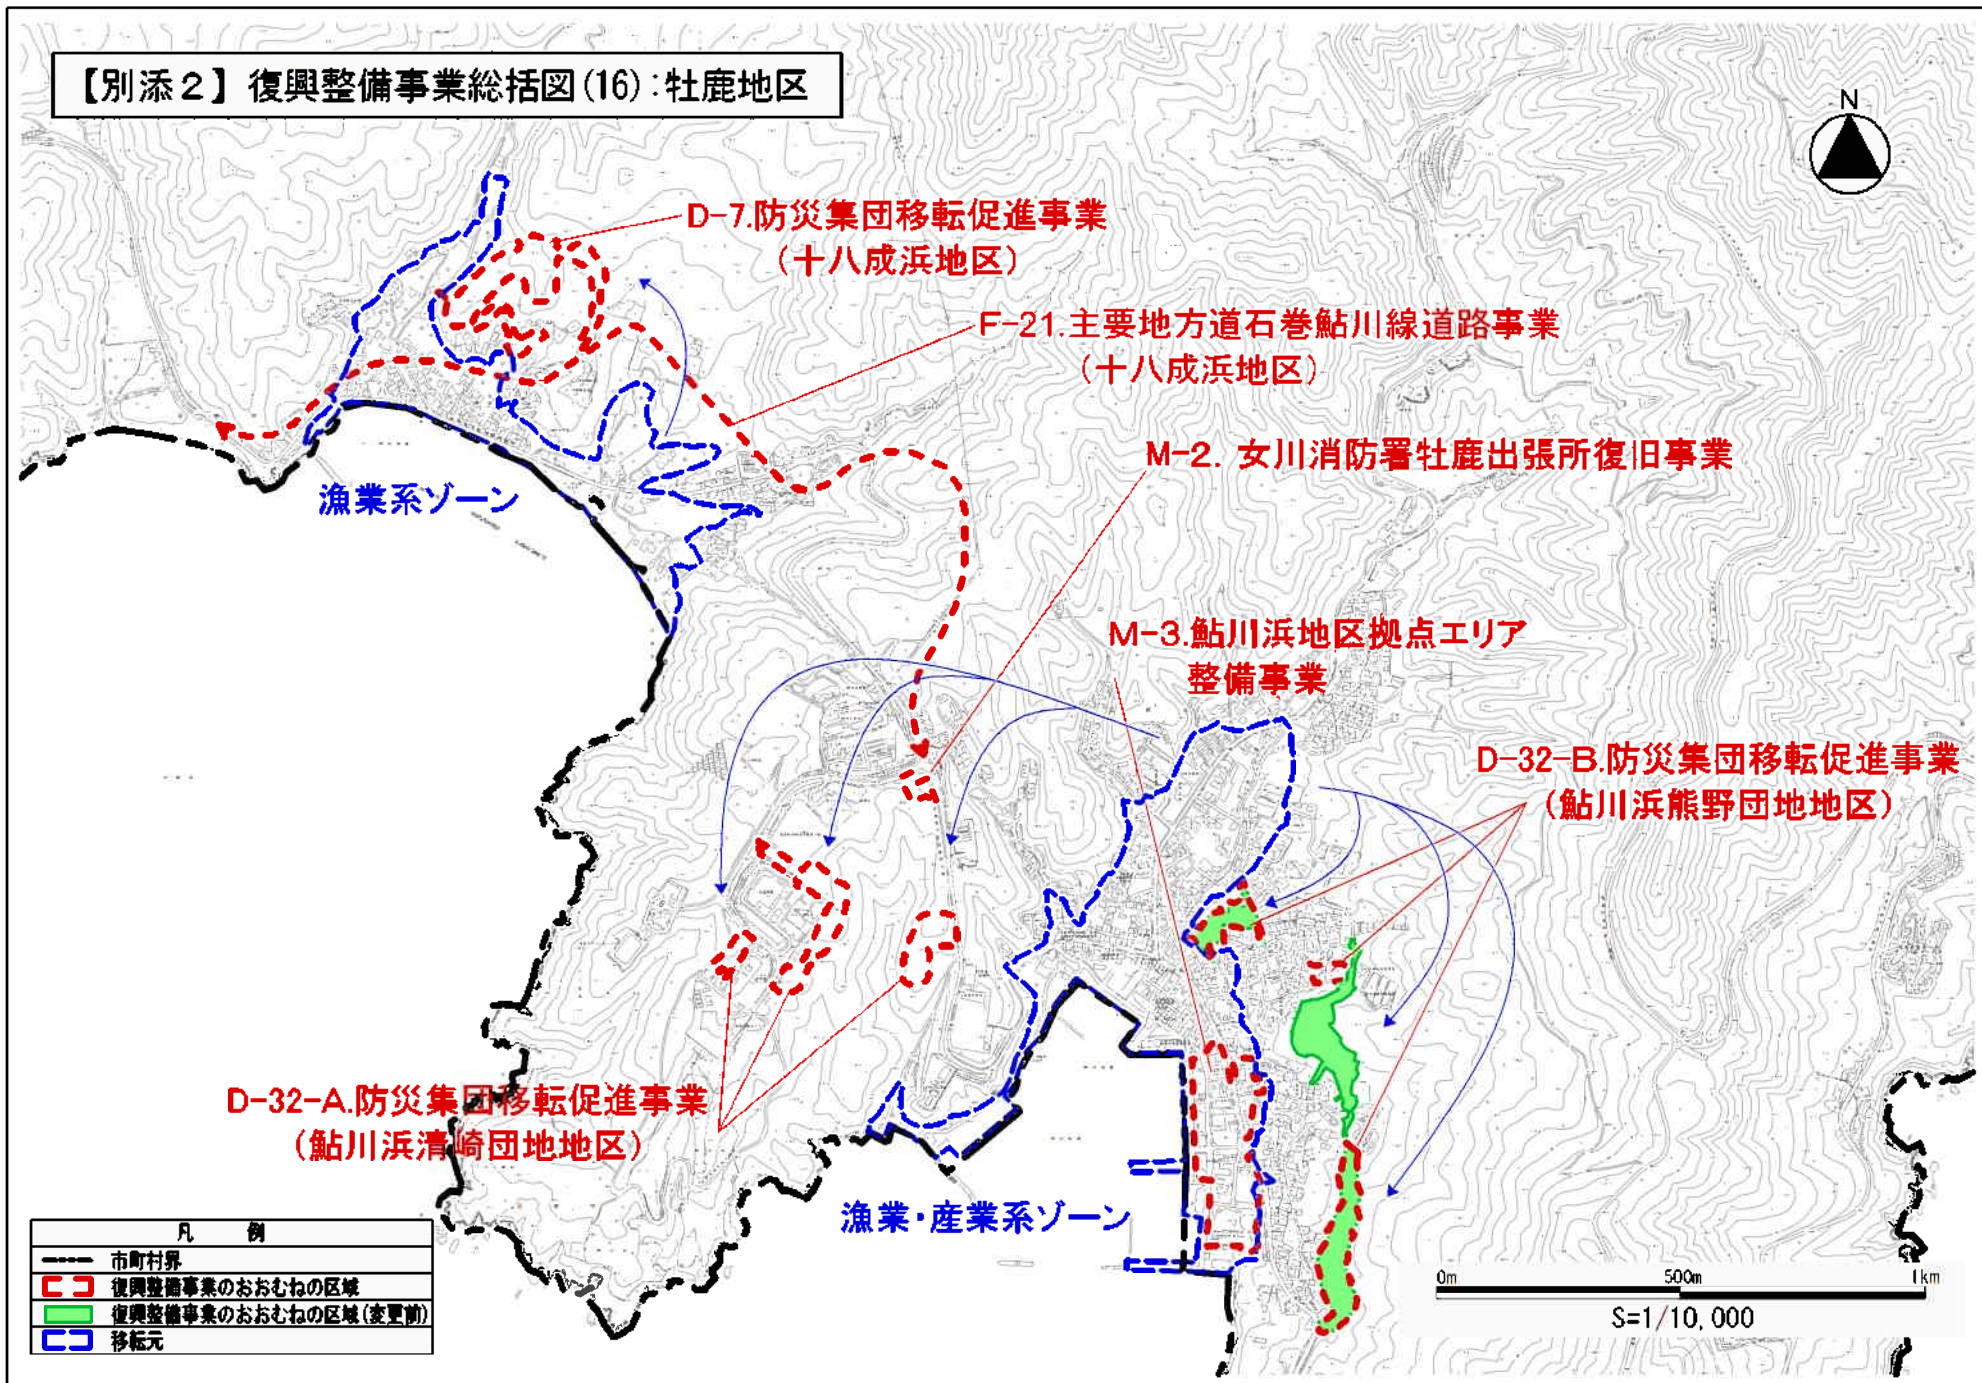 【別添２】復興整備事業総括図(16)：牡鹿地区
N
D-7.防災集団移転促進事業
(十八成浜地区)
F-21.主要地方道石巻鮎川線道路事業
(十八成浜地区)
M-2. 女川消防署牡鹿出張所復旧事業
漁業系ゾーン
M-3.鮎川浜地区拠点エリア
整備事業
D-32-B.防災集団移転促進事業
(鮎川浜熊野団地地区)
D-32-A.防災集団移転促進事業
(鮎川浜清崎団地地区)
漁業・産業系ゾーン
凡 例
市町村界
復興整備事業のおおむねの区域
復興整備事業のおおむねの区域(変更前)
移転元
0m 500m 1km
S=1/10,000